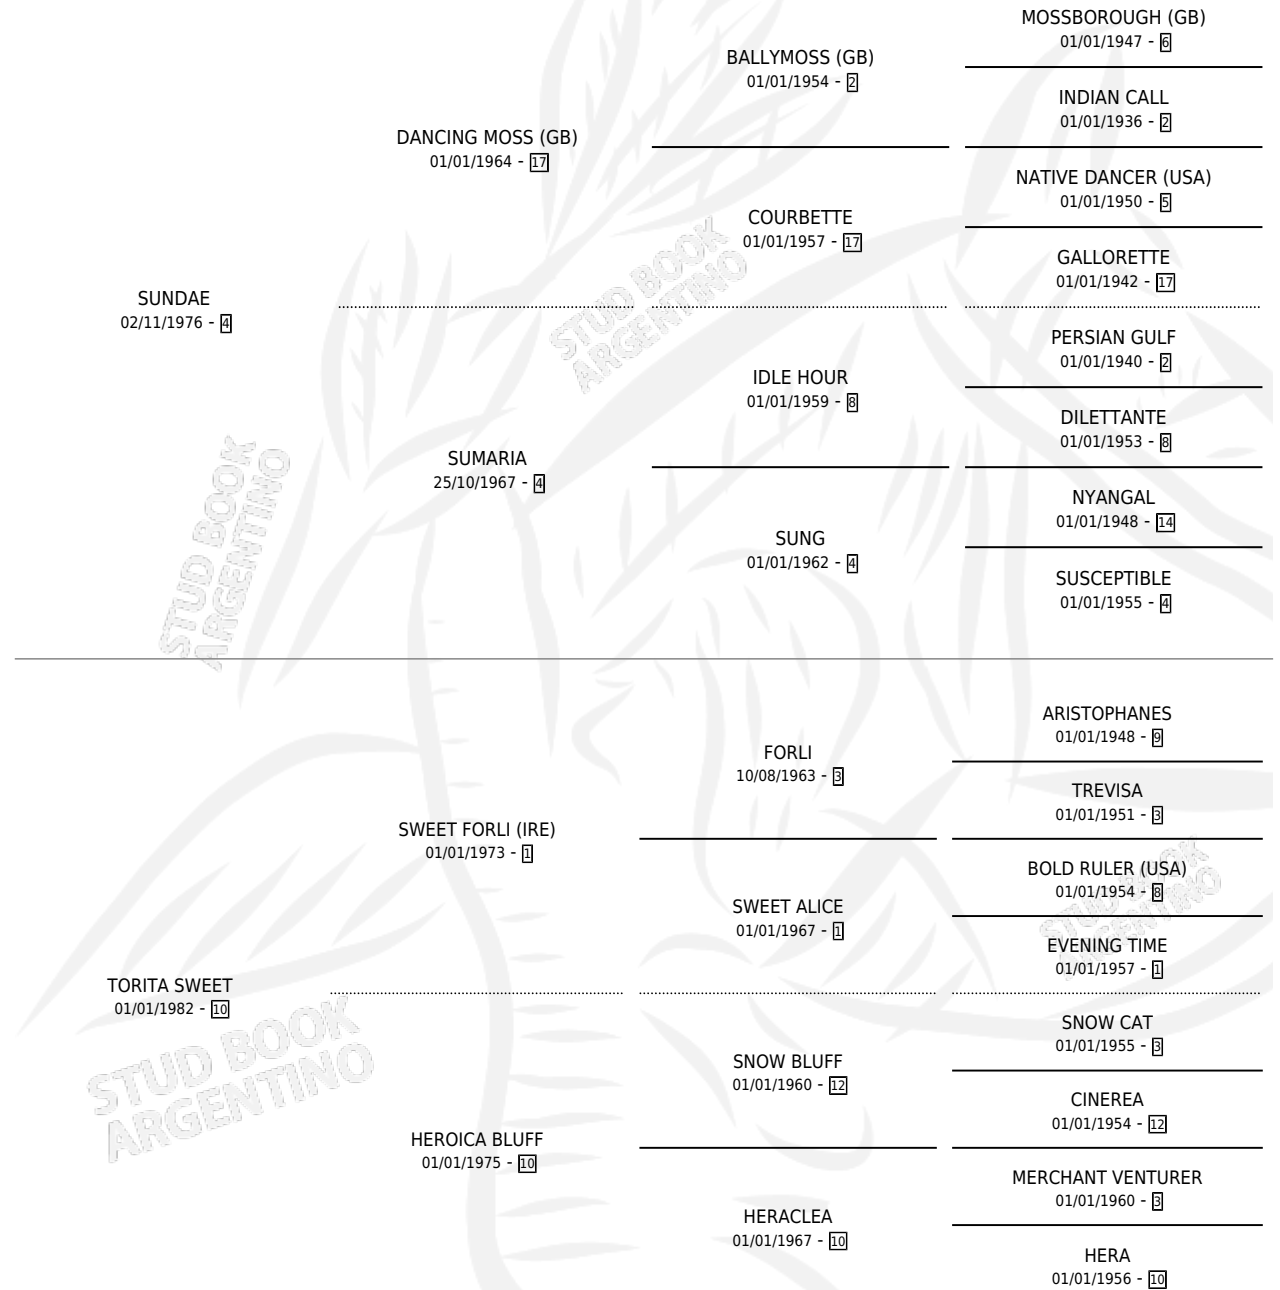 MOSSBOROUGH (GB)
01/01/1947 - 6
BALLYMOSS (GB)
01/01/1954 - 2
INDIAN CALL
01/01/1936 - 2
DANCING MOSS (GB)
01/01/1964 - 17
NATIVE DANCER (USA)
01/01/1950 - 5
COURBETTE
01/01/1957 - 17
GALLORETTE
01/01/1942 - 17
SUNDAE
02/11/1976 - 4
STUD BOOK
ARGENTINO
PERSIAN GULF
01/01/1940 - 2
IDLE HOUR
01/01/1959 - 8
DILETTANTE
01/01/1953 - 8
SUMARIA
25/10/1967 - 4
NYANGAL
01/01/1948 - 14
SUNG
01/01/1962 - 4
SUSCEPTIBLE
01/01/1955 - 4
STUD BOOK
ARGENTINO
ARISTOPHANES
01/01/1948 - 9
FORLI
10/08/1963 - 3
TREVISA
01/01/1951 - 3
SWEET FORLI (IRE)
01/01/1973 - 1
BOLD RULER (USA)
01/01/1954 - 8
SWEET ALICE
01/01/1967 - 1
STUD BOOK
ARGENTINO
EVENING TIME
01/01/1957 - 1
TORITA SWEET
01/01/1982 - 10
SNOW CAT
01/01/1955 - 3
SNOW BLUFF
01/01/1960 - 12
STUD BOOK
ARGENTINO
CINEREA
01/01/1954 - 12
HEROICA BLUFF
01/01/1975 - 10
MERCHANT VENTURER
01/01/1960 - 3
HERACLEA
01/01/1967 - 10
HERA
01/01/1956 - 10